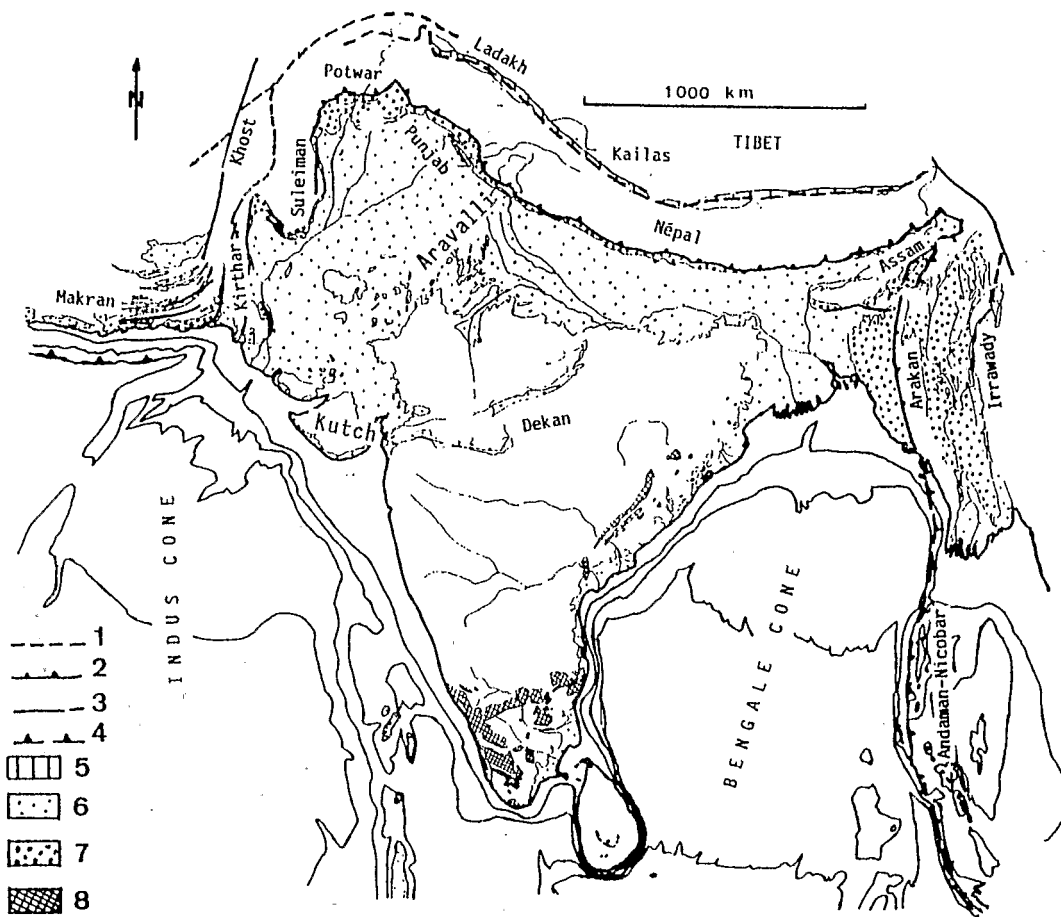 Ladakh
Potwar
1000 km
N
TIBET
Khost
Kailas
Punjab
Suleiman
Aravalli
Népal
Kirthar
Assam
Makran
Arakan
Irrawady
Kutch
Dekan
INDUS CONE
BENGALE CONE
Andaman-Nicobar
1
2
3
4
5
6
7
8